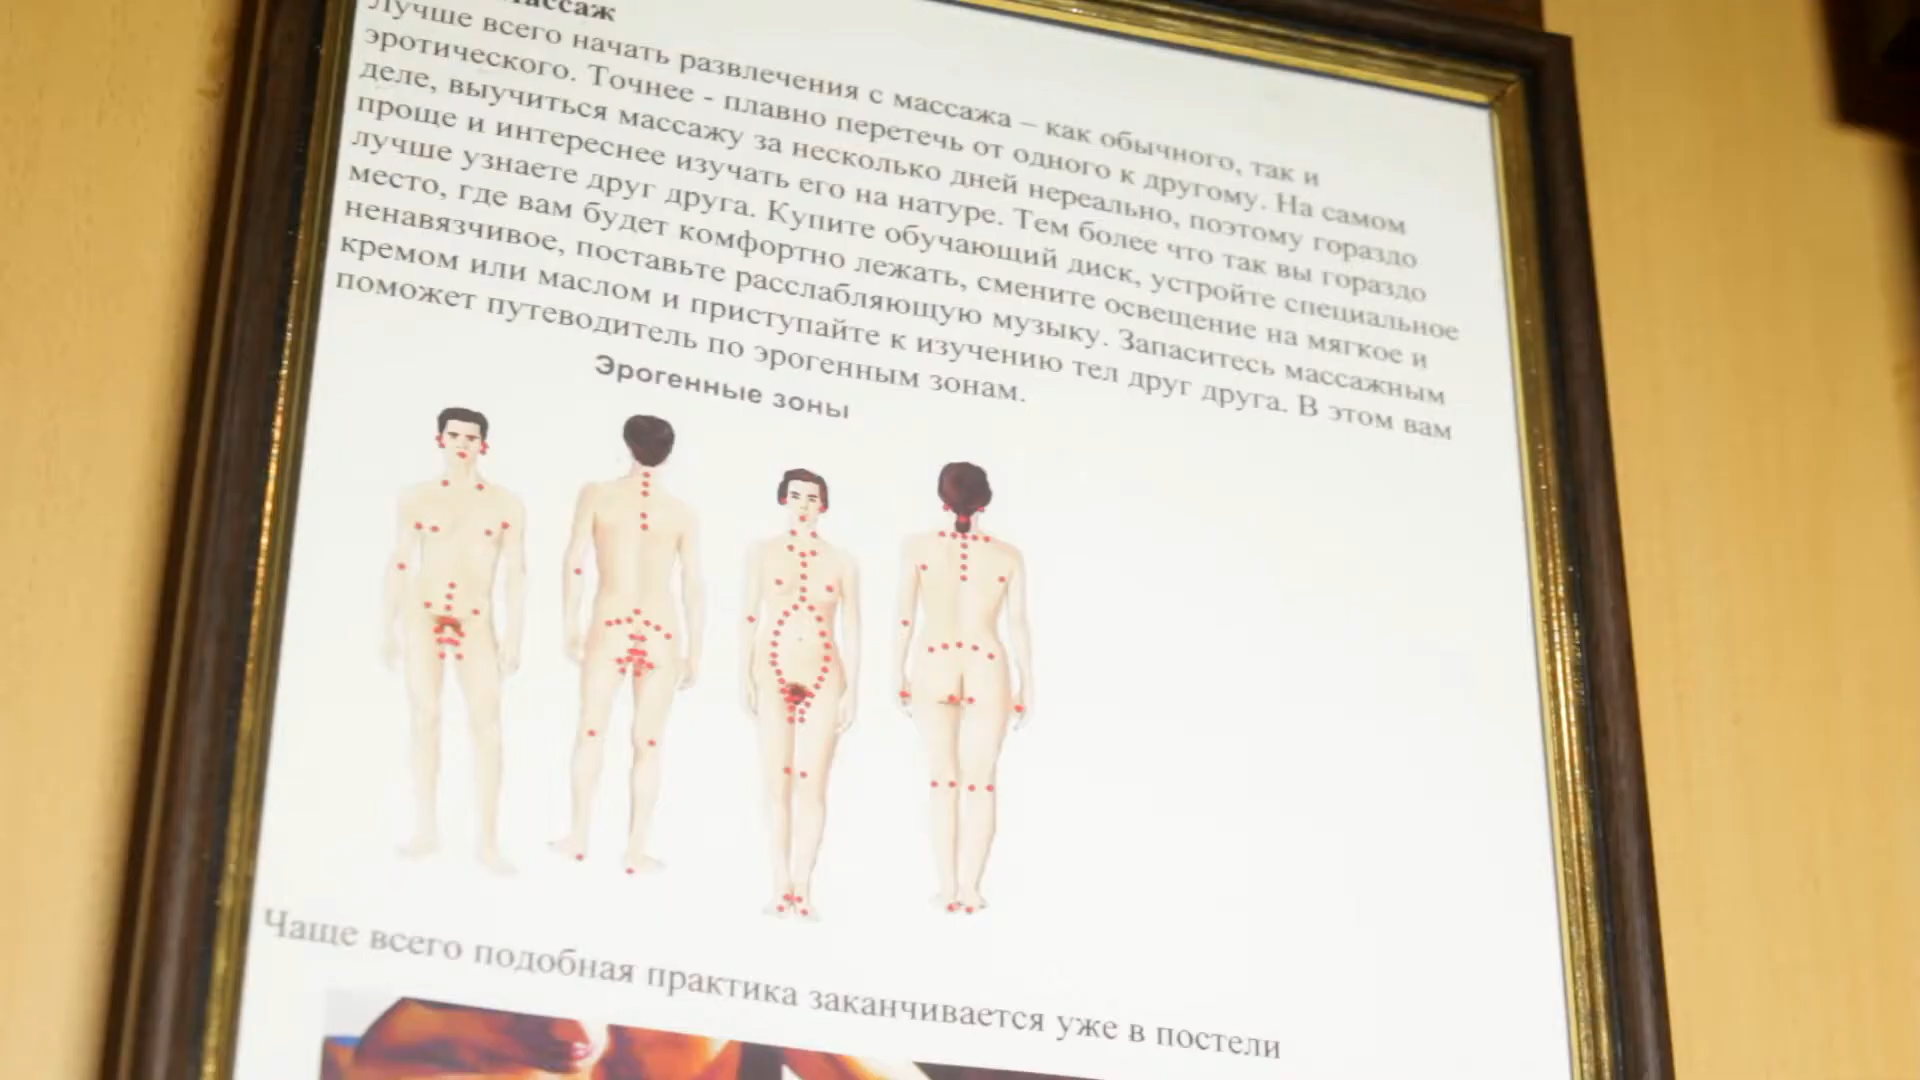 Массаж
Лучше всего начать развлечения с массажа – как обычного, так и
эротического. Точнее - плавно перетечь от одного к другому. На самом
деле, выучиться массажу за несколько дней нереально, поэтому гораздо
проще и интереснее изучать его на натуре. Тем более что так вы гораздо
лучше узнаете друг друга. Купите обучающий диск, устройте специальное
место, где вам будет комфортно лежать, смените освещение на мягкое и
ненавязчивое, поставьте расслабляющую музыку. Запаситесь массажным
кремом или маслом и приступайте к изучению тел друг друга. В этом вам
поможет путеводитель по эрогенным зонам.
Эрогенные зоны
Чаще всего подобная практика заканчивается уже в постели